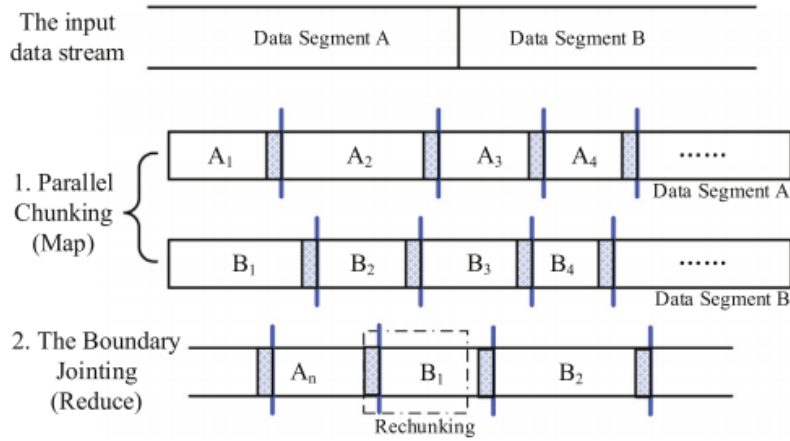 The input
data stream
Data Segment A
Data Segment B
1. Parallel
Chunking
(Map)
A1
A2
A3
A4
······
Data Segment A
B1
B2
B3
B4
······
Data Segment B
2. The Boundary
Jointing
(Reduce)
An
B1
B2
Rechunking